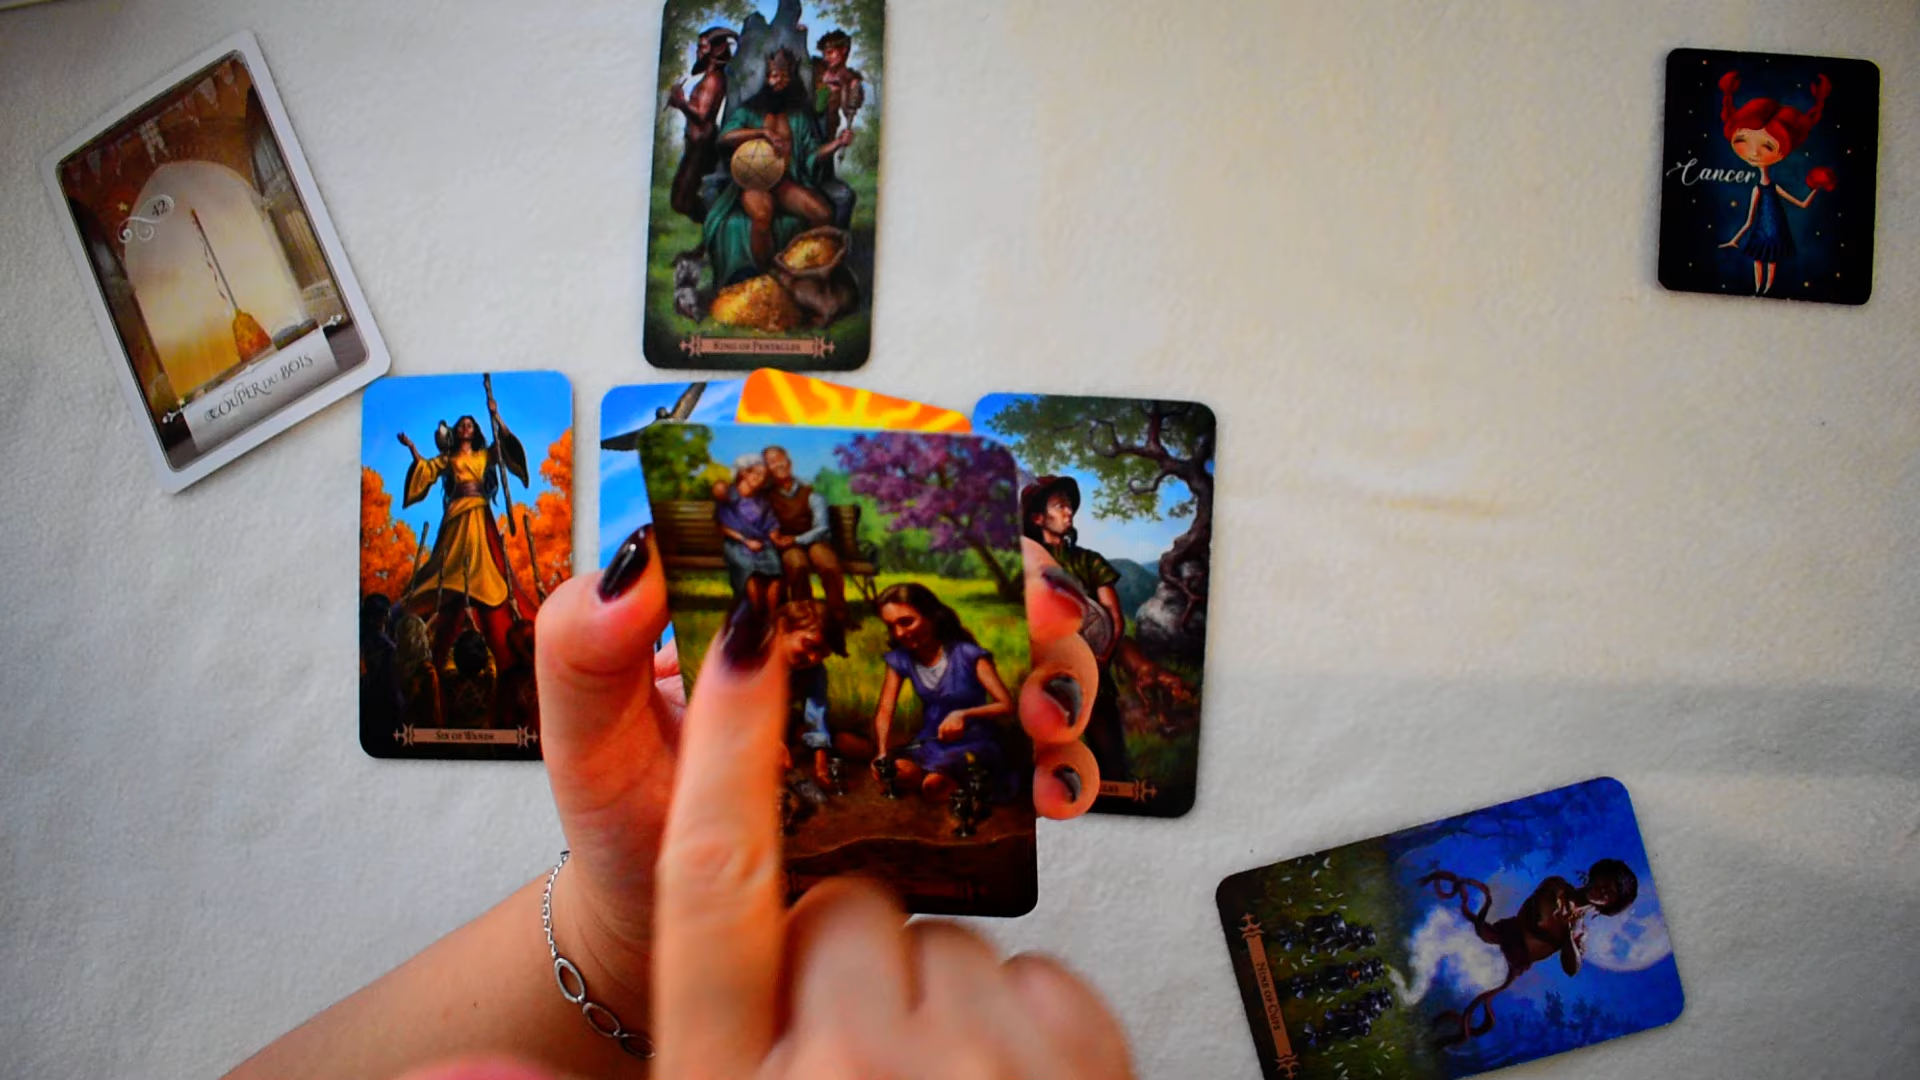 42
COUPER DU BOIS
KING OF PENTACLES
Cancer
SIX OF WANDS
NINE OF CUPS